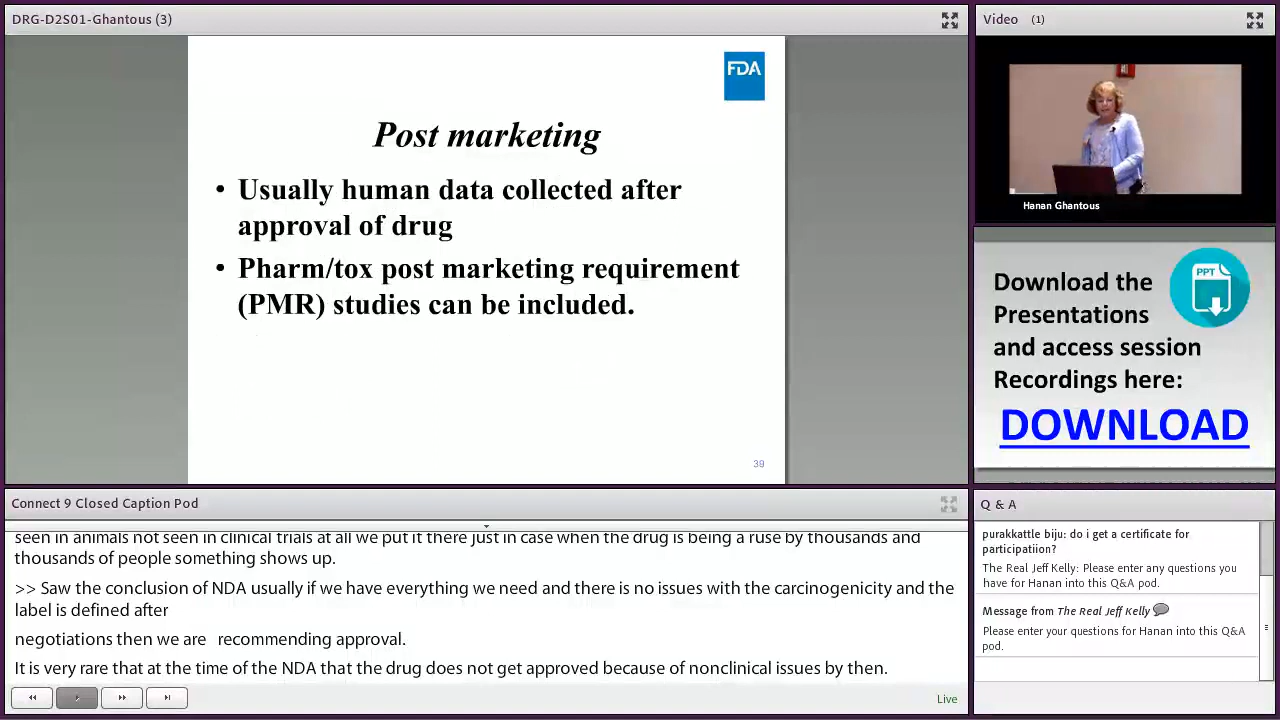 DRG-D2S01-Ghantous (3)
FDA
Post marketing
• Usually human data collected after
approval of drug
• Pharm/tox post marketing requirement
(PMR) studies can be included.
39
Video (1)
Hanan Ghantous
Download the
Presentations
and access session
Recordings here:
DOWNLOAD
PPT
Connect 9 Closed Caption Pod
seen in animals not seen in clinical trials at all we put it there just in case when the drug is being a ruse by thousands and
thousands of people something shows up.
>> Saw the conclusion of NDA usually if we have everything we need and there is no issues with the carcinogenicity and the
label is defined after
negotiations then we are recommending approval.
It is very rare that at the time of the NDA that the drug does not get approved because of nonclinical issues by then.
Live
Q & A
purakkattle biju: do i get a certificate for
participatiion?
The Real Jeff Kelly: Please enter any questions you
have for Hanan into this Q&A pod.
Message from The Real Jeff Kelly
Please enter your questions for Hanan into this Q&A
pod.